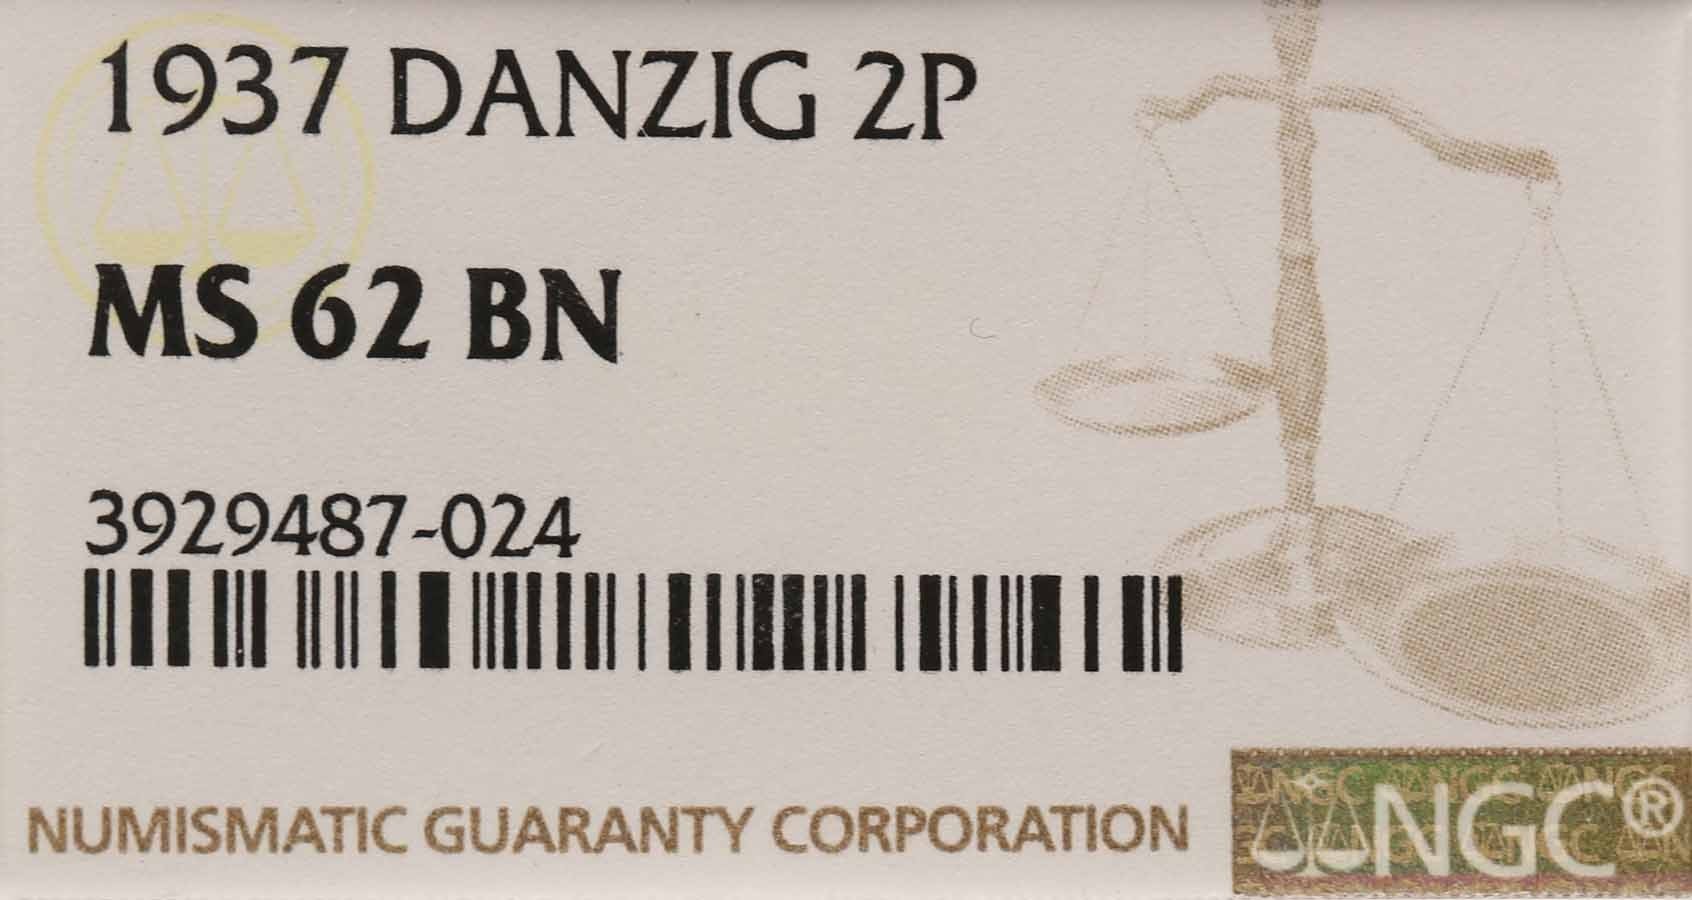 1937 DANZIG 2P
MS 62 BN
3929487-024
NUMISMATIC GUARANTY CORPORATION
NGC®